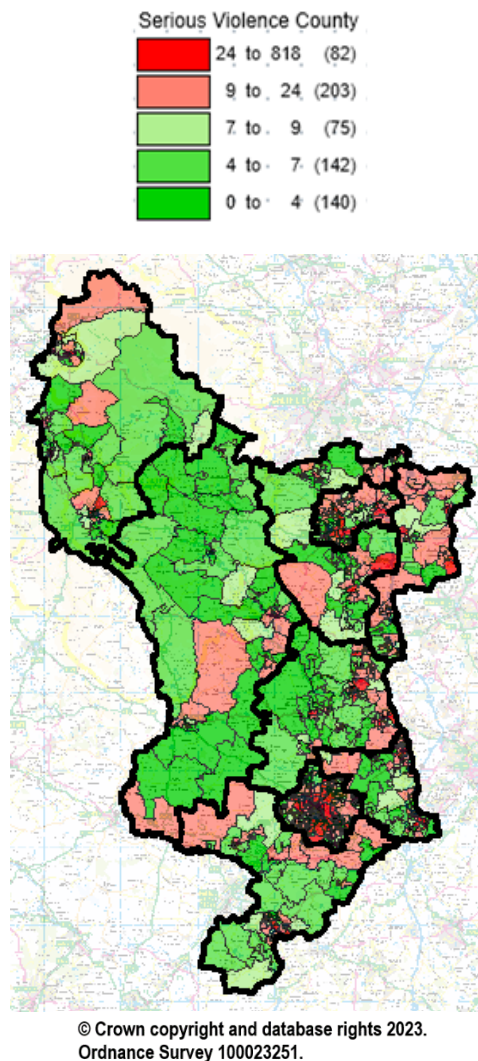 Serious Violence County
24 to 818 (82)
9 to 24 (203)
7 to 9 (75)
4 to 7 (142)
0 to 4 (140)
© Crown copyright and database rights 2023.
Ordnance Survey 100023251.